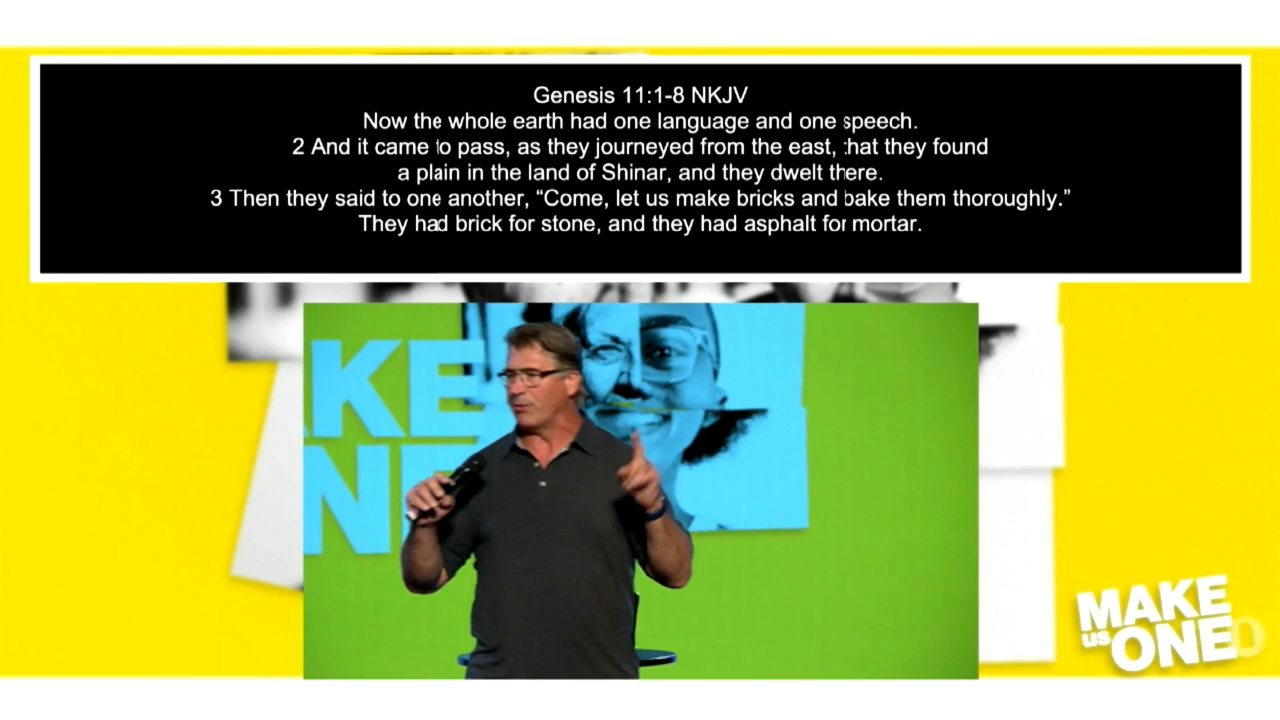 Genesis 11:1-8 NKJV
Now the whole earth had one language and one speech.
2 And it came to pass, as they journeyed from the east, that they found
a plain in the land of Shinar, and they dwelt there.
3 Then they said to one another, “Come, let us make bricks and bake them thoroughly.”
They had brick for stone, and they had asphalt for mortar.
AKE
NE
MAKE
us ONE